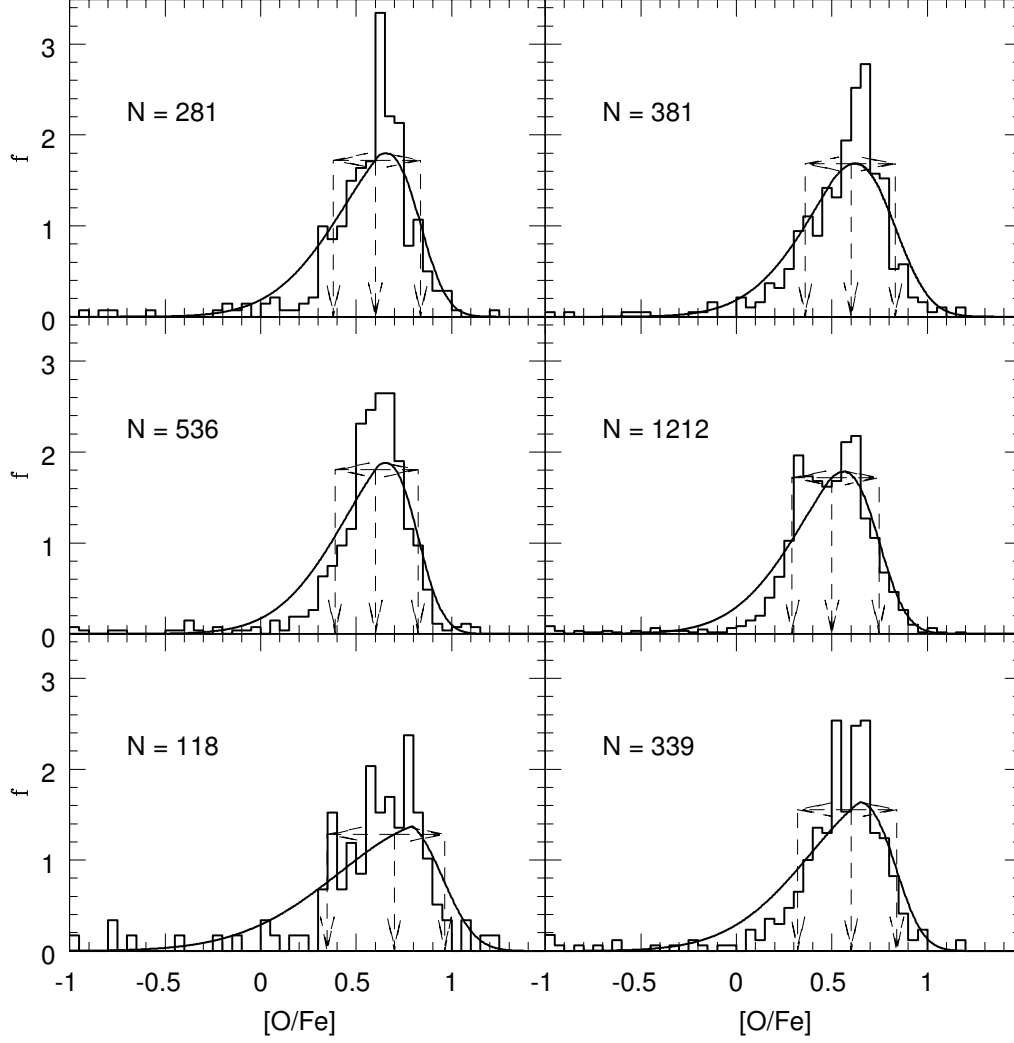 3
2
1
0
f
N = 281
N = 381
3
2
1
0
N = 536
N = 1212
3
2
1
0
f
N = 118
N = 339
-1 -0.5 0 0.5 1 -1 -0.5 0 0.5 1
[O/Fe] [O/Fe]